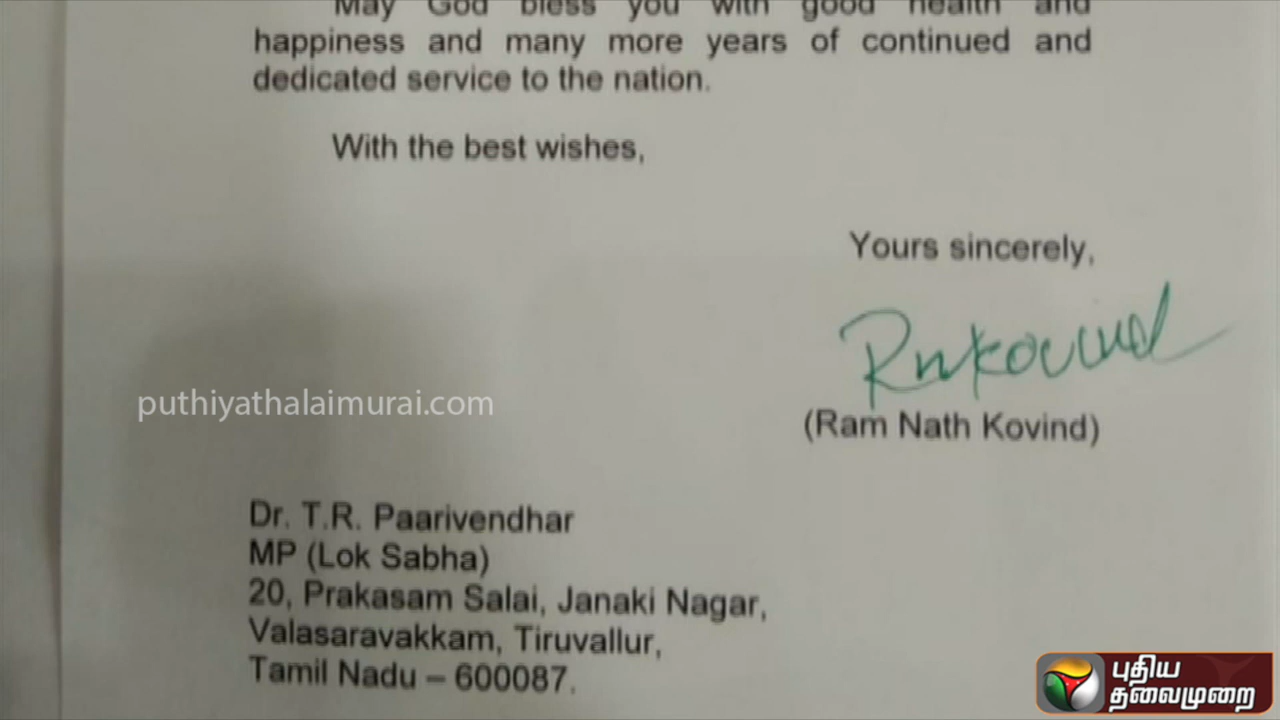 May God bless you with good health and
happiness and many more years of continued and
dedicated service to the nation.
With the best wishes,
Yours sincerely,
Rnkovind
(Ram Nath Kovind)
puthiyathalaimurai.com
Dr. T.R. Paarivendhar
MP (Lok Sabha)
20, Prakasam Salai, Janaki Nagar,
Valasaravakkam, Tiruvallur,
Tamil Nadu – 600087.
புதிய
தலைமுறை